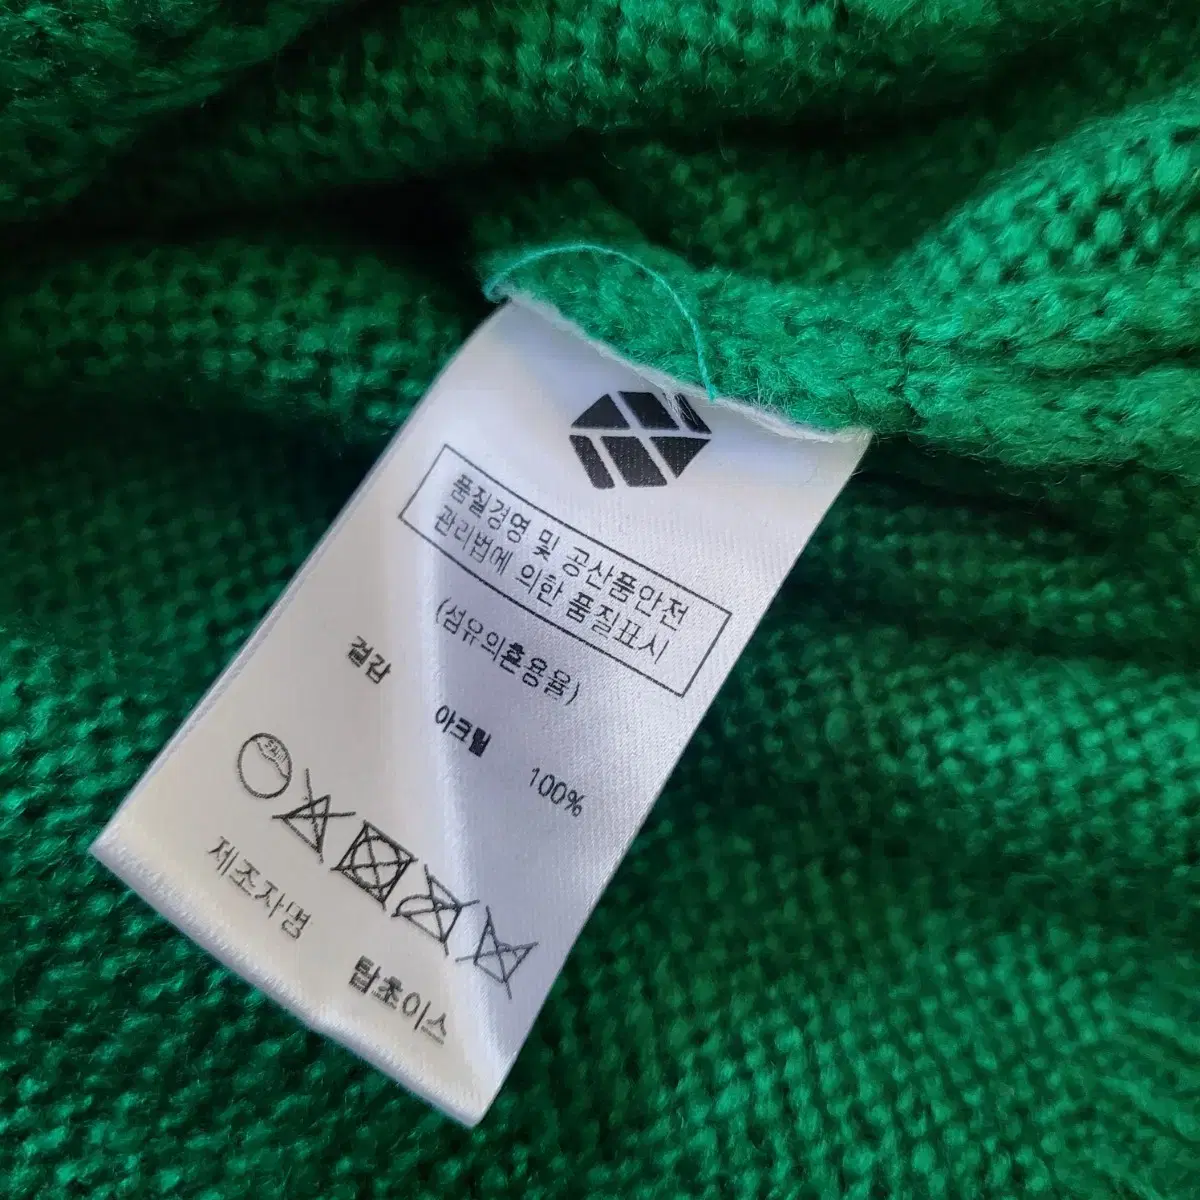 품질경영 및 공산품안전
관리법에 의한 품질표시
(섬유의혼용율)
겉감 아크릴 100%
제조자명 탑초이스